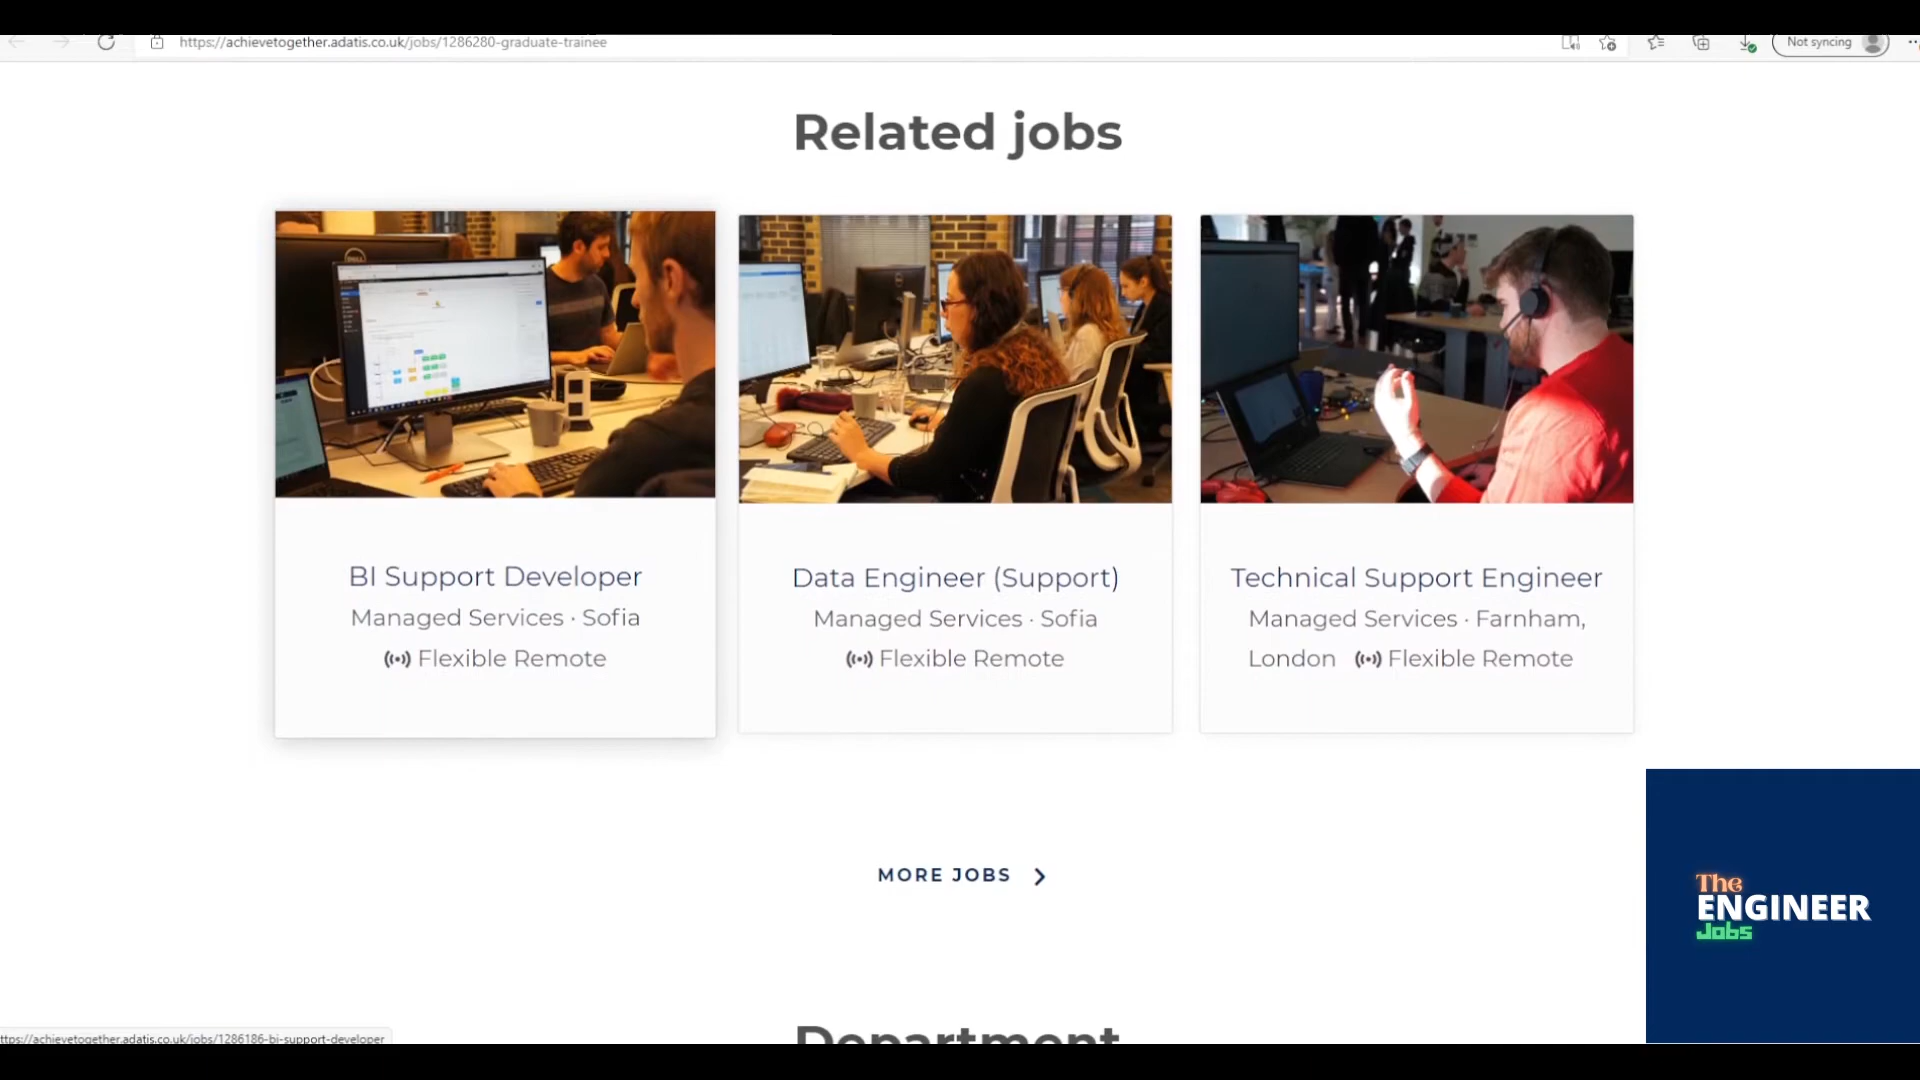 https://achievetogether.adatis.co.uk/jobs/1286280-graduate-trainee
Not syncing
Related jobs
BI Support Developer
Managed Services · Sofia
Flexible Remote
Data Engineer (Support)
Managed Services · Sofia
Flexible Remote
Technical Support Engineer
Managed Services · Farnham,
London Flexible Remote
MORE JOBS
The
ENGINEER
Jobs
Department
ttps://achievetogether.adatis.co.uk/jobs/1286186-bi-support-developer